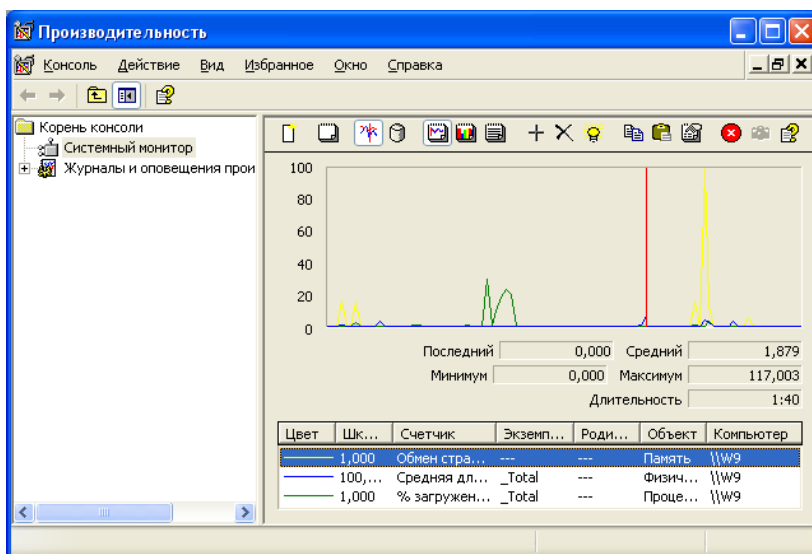 Производительность
Консоль Действие Вид Избранное Окно Справка
Корень консоли
Системный монитор
Журналы и оповещения прои
100
80
60
40
20
0
Последний 0,000 Средний 1,879
Минимум 0,000 Максимум 117,003
Длительность 1:40
Цвет Шк... Счетчик Экземп... Роди... Объект Компьютер
1,000 Обмен стра... --- --- Память \\W9
100,... Средняя дл... _Total --- Физич... \\W9
1,000 % загружен... _Total --- Проце... \\W9